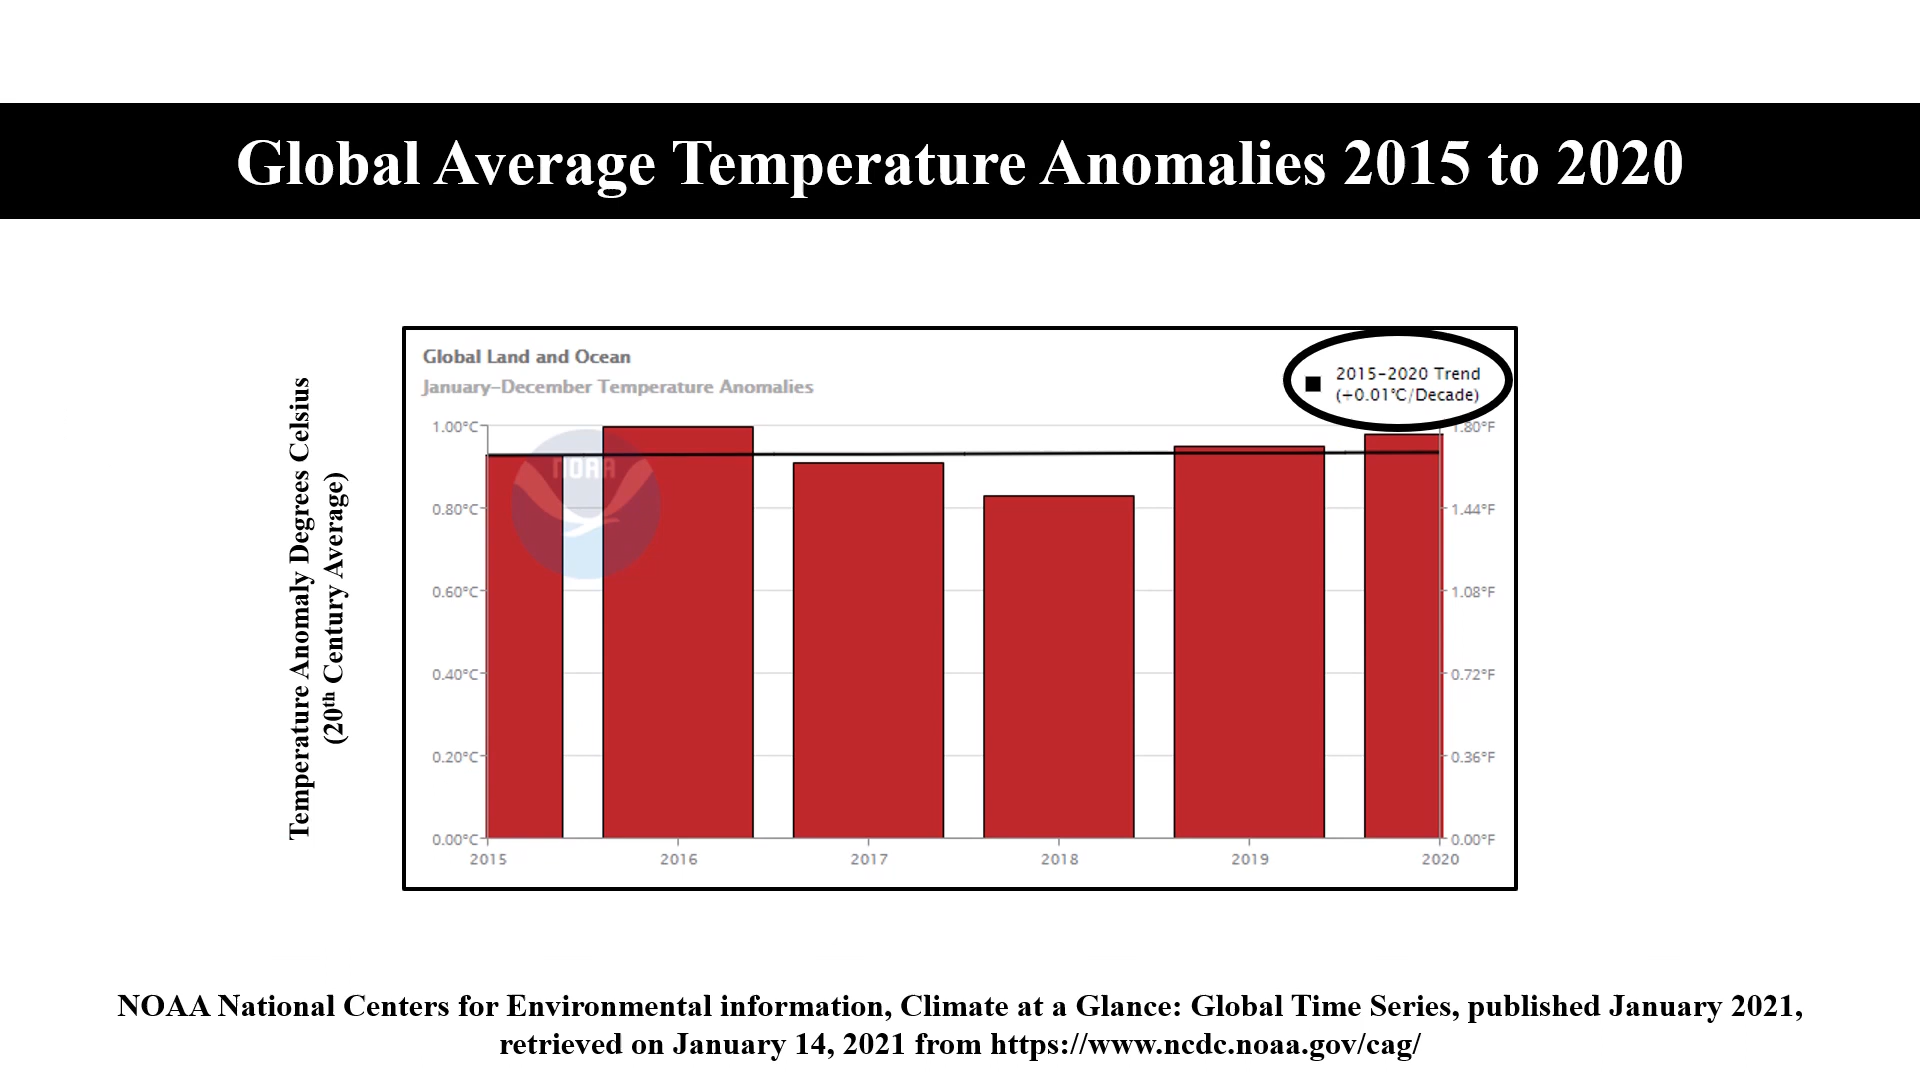 Global Average Temperature Anomalies 2015 to 2020
Temperature Anomaly Degrees Celsius
(20th Century Average)
Global Land and Ocean
January–December Temperature Anomalies
2015–2020 Trend
(+0.01°C/Decade)
NOAA
1.00°C
0.80°C
0.60°C
0.40°C
0.20°C
0.00°C
1.80°F
1.44°F
1.08°F
0.72°F
0.36°F
0.00°F
2015 2016 2017 2018 2019 2020
NOAA National Centers for Environmental information, Climate at a Glance: Global Time Series, published January 2021,
retrieved on January 14, 2021 from https://www.ncdc.noaa.gov/cag/